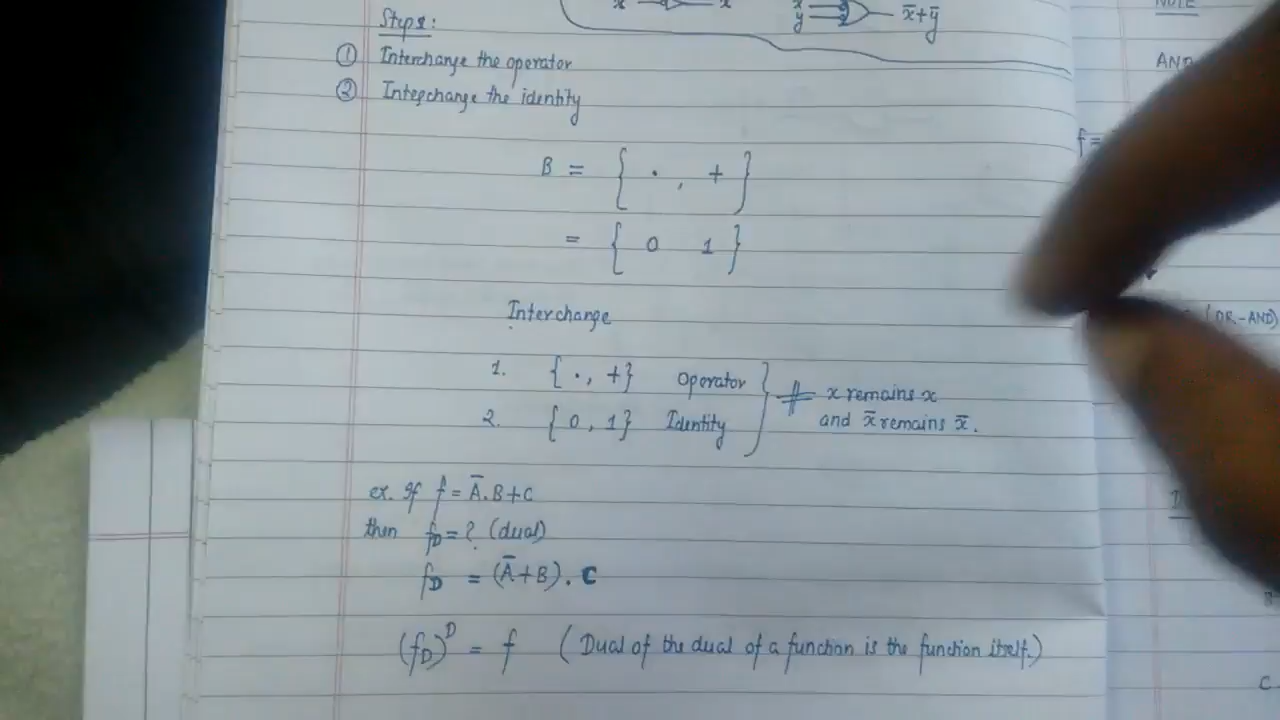 x x
x
y x̄+ȳ
Steps:
① Interchange the operator
② Interchange the identity
B = { · , + }
= { 0 1 }
Interchange
1. { ·, +} operator
2. { 0, 1} Identity
# x remains x
and x̄ remains x̄.
ex. If f = Ā.B+C
then fD = ? (dual)
fD = (Ā+B). C
(fD)ᴰ = f ( Dual of the dual of a function is the function itself.)
NOTE
AND
f =
(OR-AND)
C